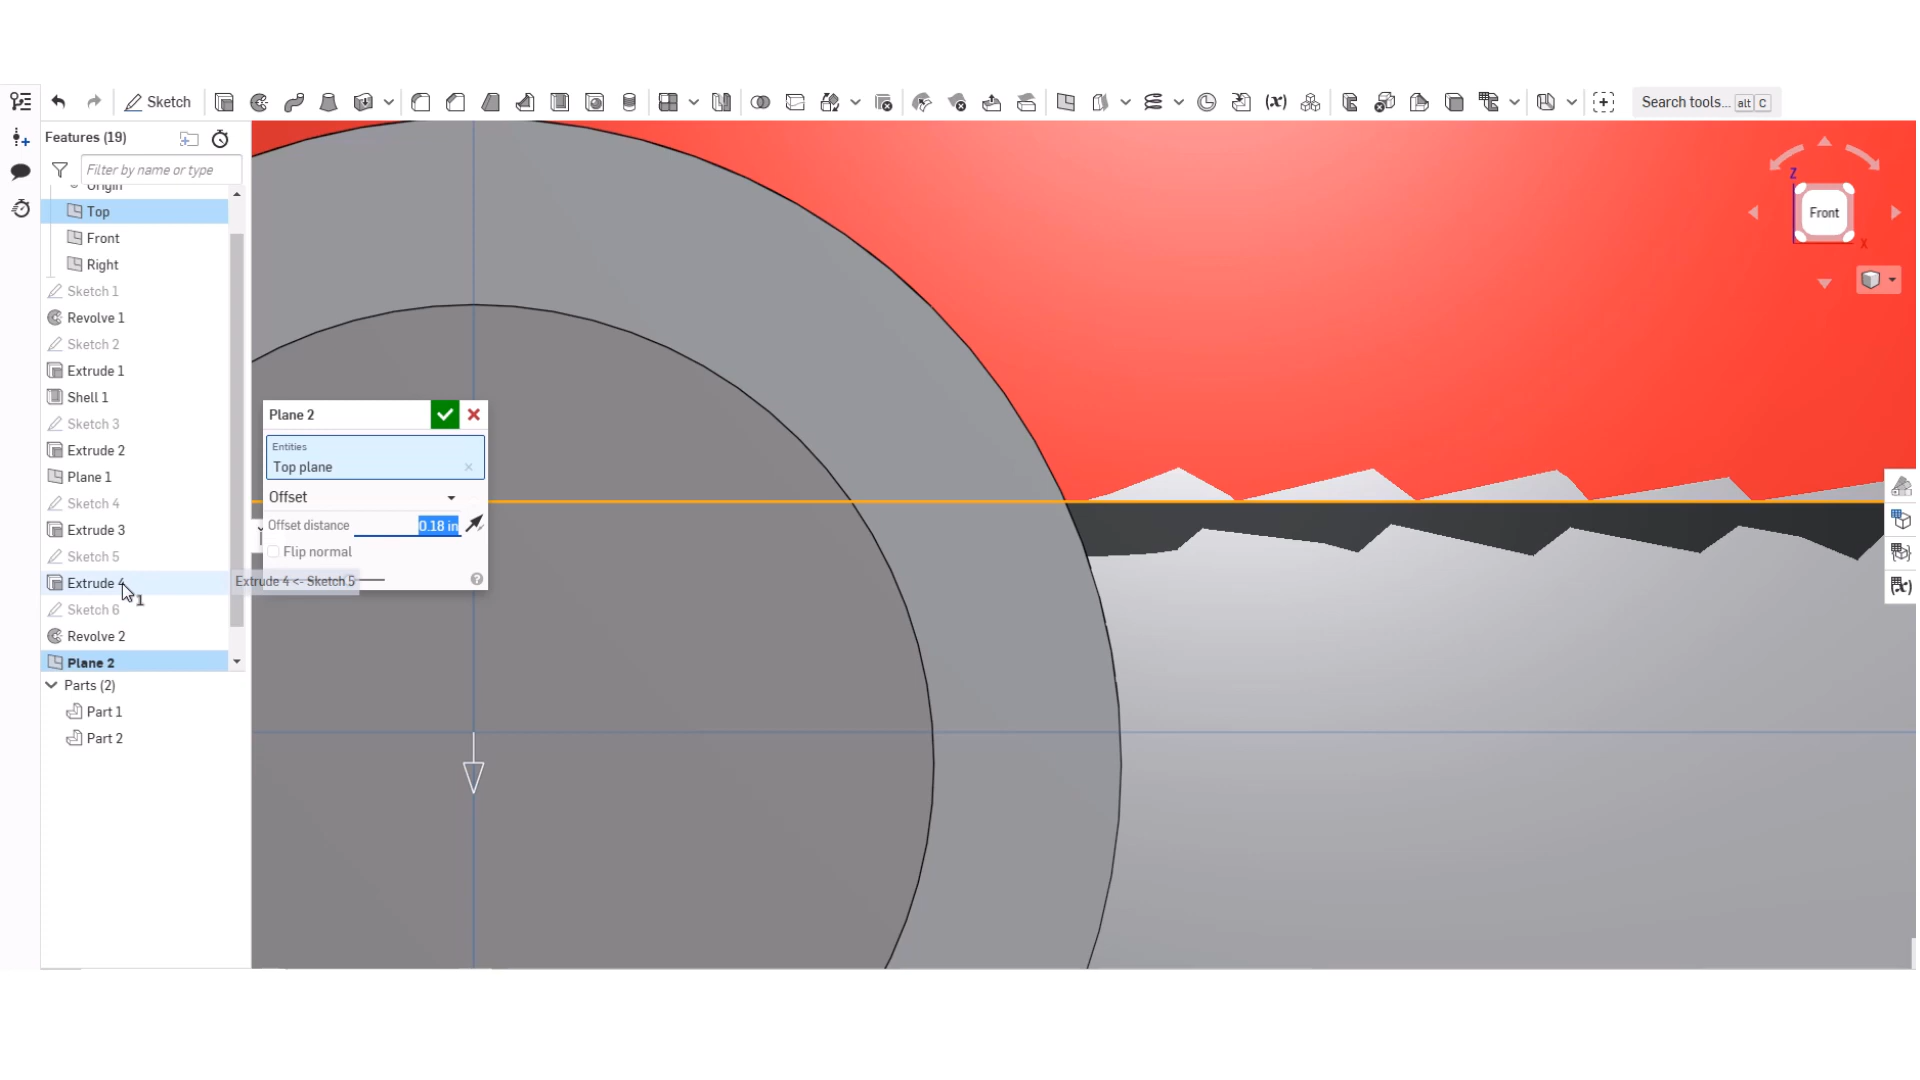 Sketch
Search tools... alt C
Features (19)
Filter by name or type
Origin
Top
Front
Right
Sketch 1
Revolve 1
Sketch 2
Extrude 1
Shell 1
Sketch 3
Extrude 2
Plane 1
Sketch 4
Extrude 3
Sketch 5
Extrude 4
Sketch 6
Revolve 2
Plane 2
Parts (2)
Part 1
Part 2
Plane 2
Entities
Top plane
Offset
Offset distance 0.18 in
Flip normal
Extrude 4 <- Sketch 5
1
Z
Front
X
(x)
(x)